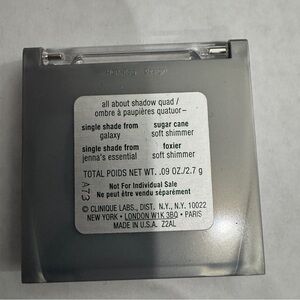 all about shadow quad /
ombre à paupières quatuor–
single shade from sugar cane
galaxy soft shimmer
single shade from foxier
jenna's essential soft shimmer
TOTAL POIDS NET WT. .09 OZ./2.7 g
Not For Individual Sale
Ne peut être vendu séparément
A73
© CLINIQUE LABS., DIST. N.Y., N.Y. 10022
NEW YORK • LONDON W1K 3BQ • PARIS
MADE IN U.S.A. Z2AL